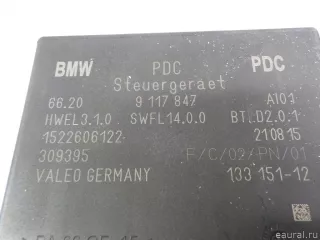 BMW PDC PDC
Steuergeraet
66.20 9 117 847 AI01
HWEL3.1.0 SWFL14.0.0 BT.D2.0.1
1522606122 210815
309395 F/C/02/PN/01
VALEO GERMANY 133 151-12
eaural.ru